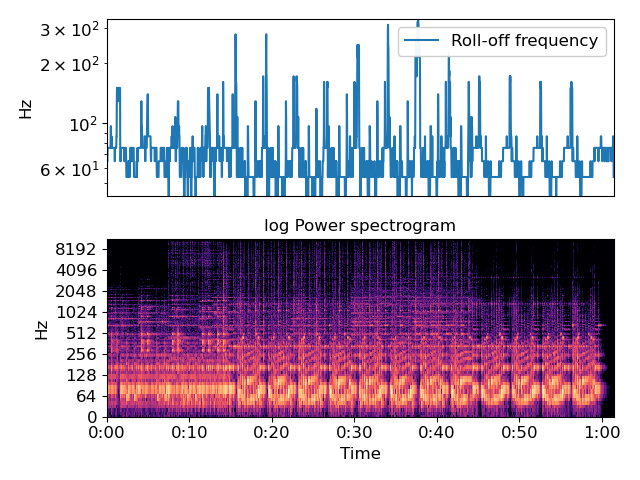 3 × 10²
2 × 10²
10²
6 × 10¹
Hz
Roll-off frequency
log Power spectrogram
8192
4096
2048
1024
512
256
128
64
0
Hz
0:00 0:10 0:20 0:30 0:40 0:50 1:00
Time